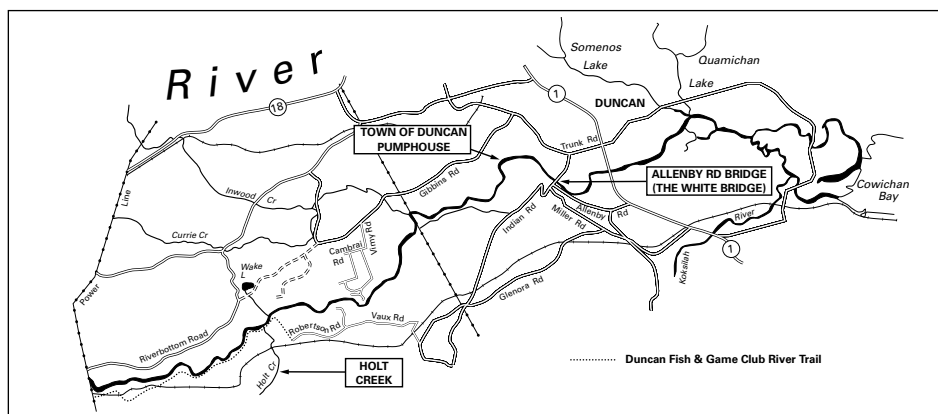 River
Somenos
Lake
Quamichan
Lake
18
1
DUNCAN
TOWN OF DUNCAN
PUMPHOUSE
Trunk Rd
ALLENBY RD BRIDGE
(THE WHITE BRIDGE)
Line
Inwood
Cr
Gibbins Rd
Cowichan
Bay
Currie Cr
Vimy Rd
Cambrai
Rd
Indian Rd
Allenby
Rd
Miller Rd
River
Koksilah
1
Wake
L
Power
Glenora Rd
Riverbottom Road
Robertson Rd
Vaux Rd
Holt Cr
HOLT
CREEK
Duncan Fish & Game Club River Trail